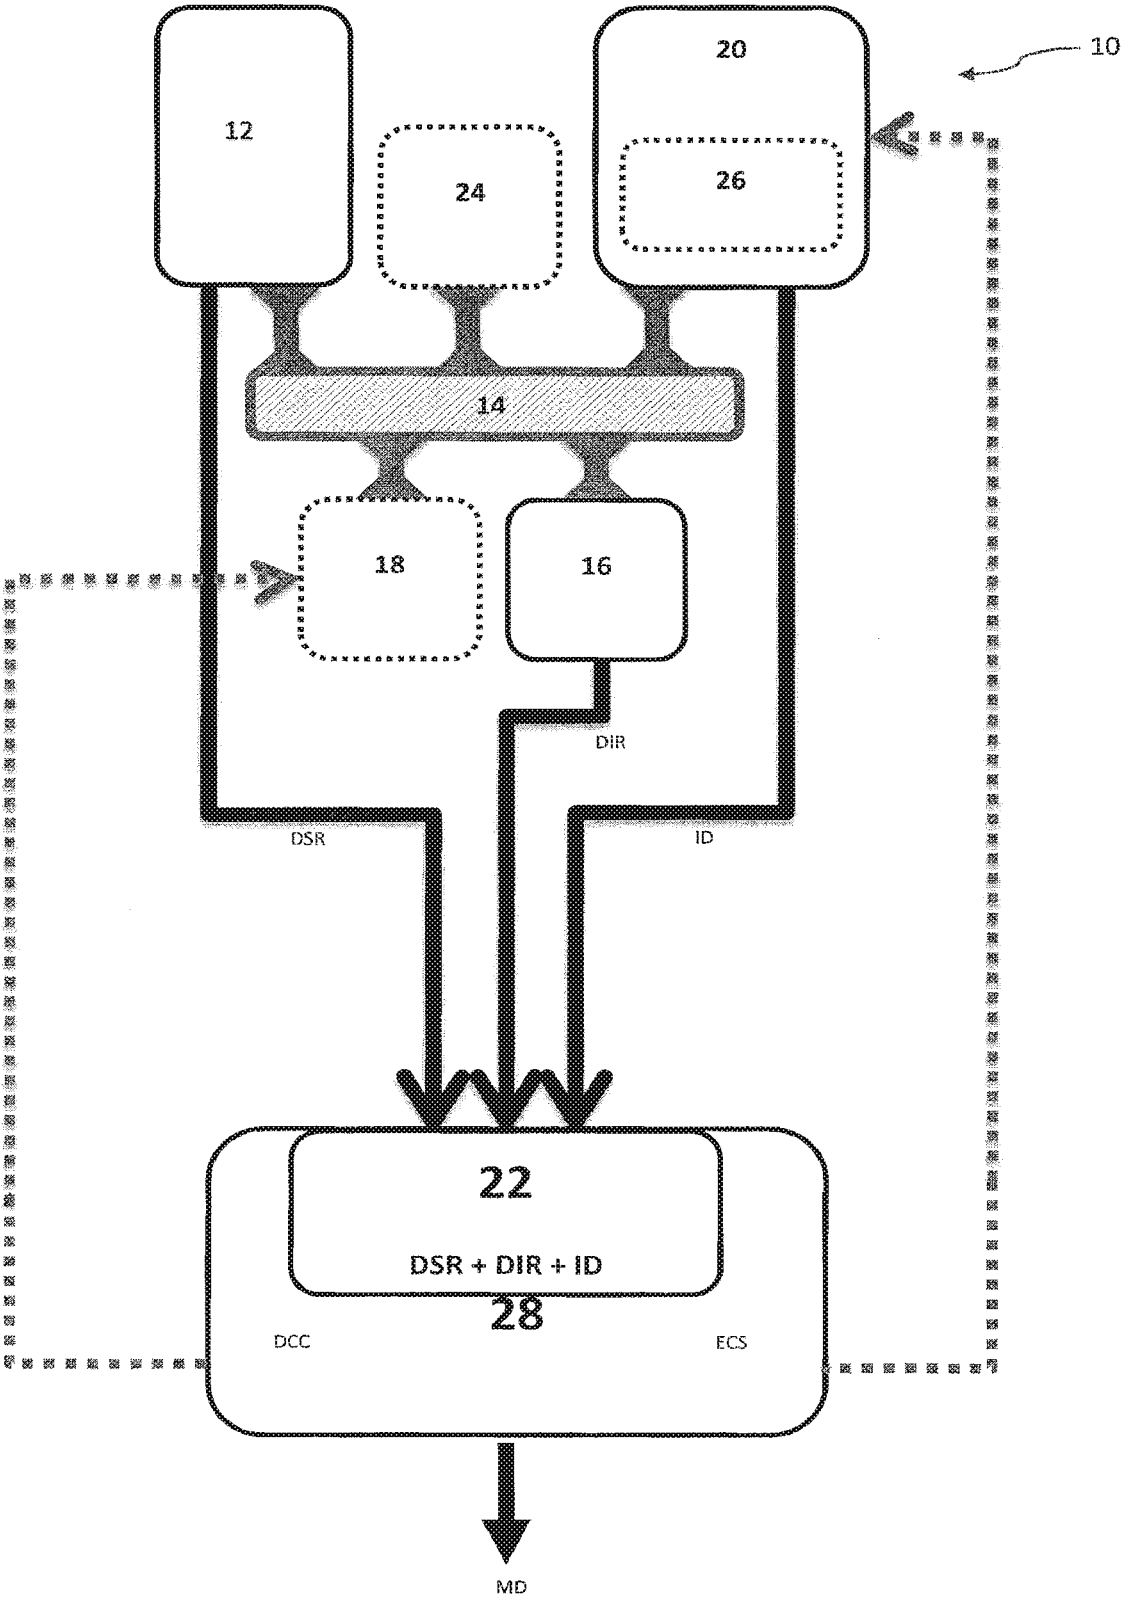 20
10
12
26
24
14
18
16
DIR
DSR
ID
22
DSR + DIR + ID
28
DCC
ECS
MD